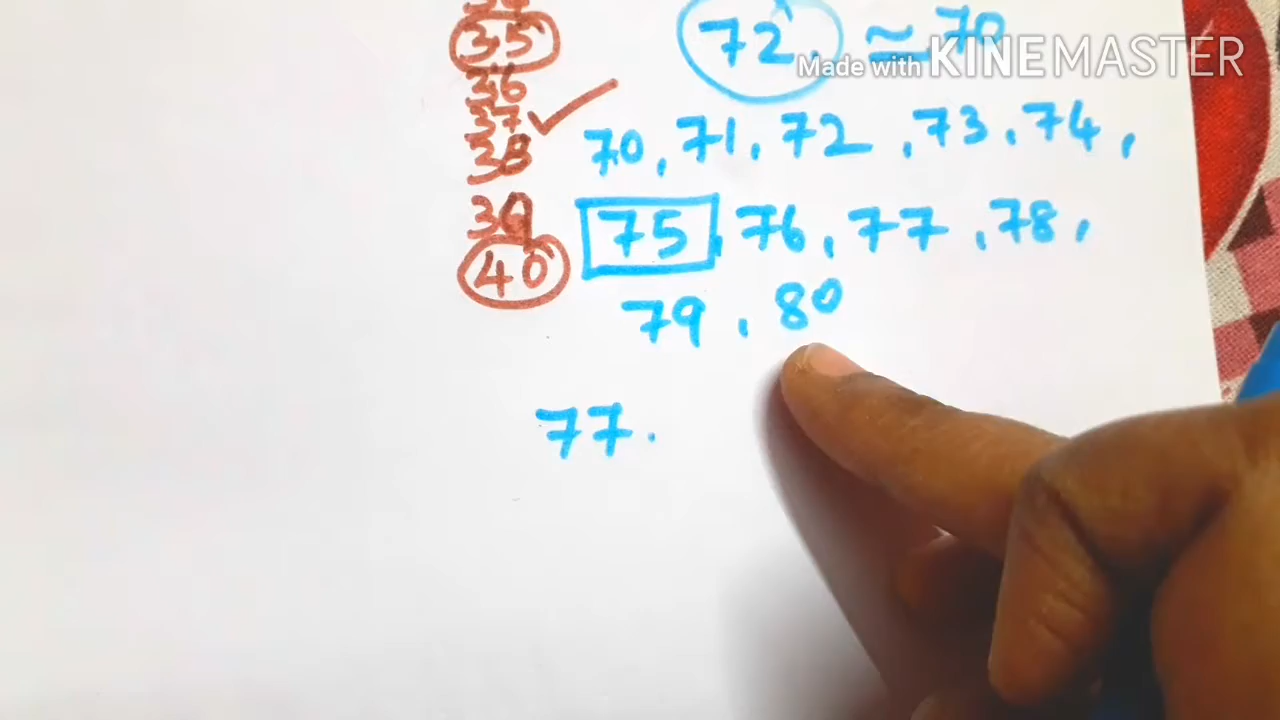 35
36
37 ✓
38
39
40
72. ≃ 70
Made with KINEMASTER
70, 71, 72, 73, 74,
75, 76, 77, 78,
79, 80
77.